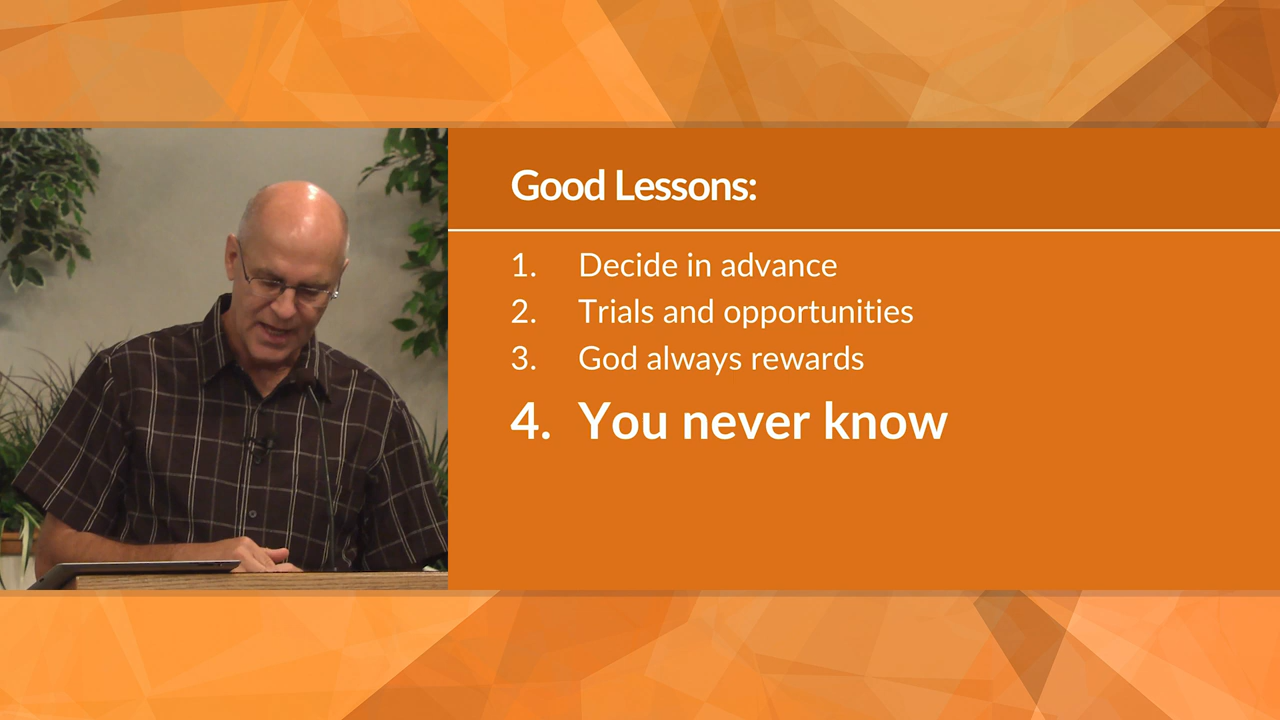 Good Lessons:
1. Decide in advance
2. Trials and opportunities
3. God always rewards
4. You never know